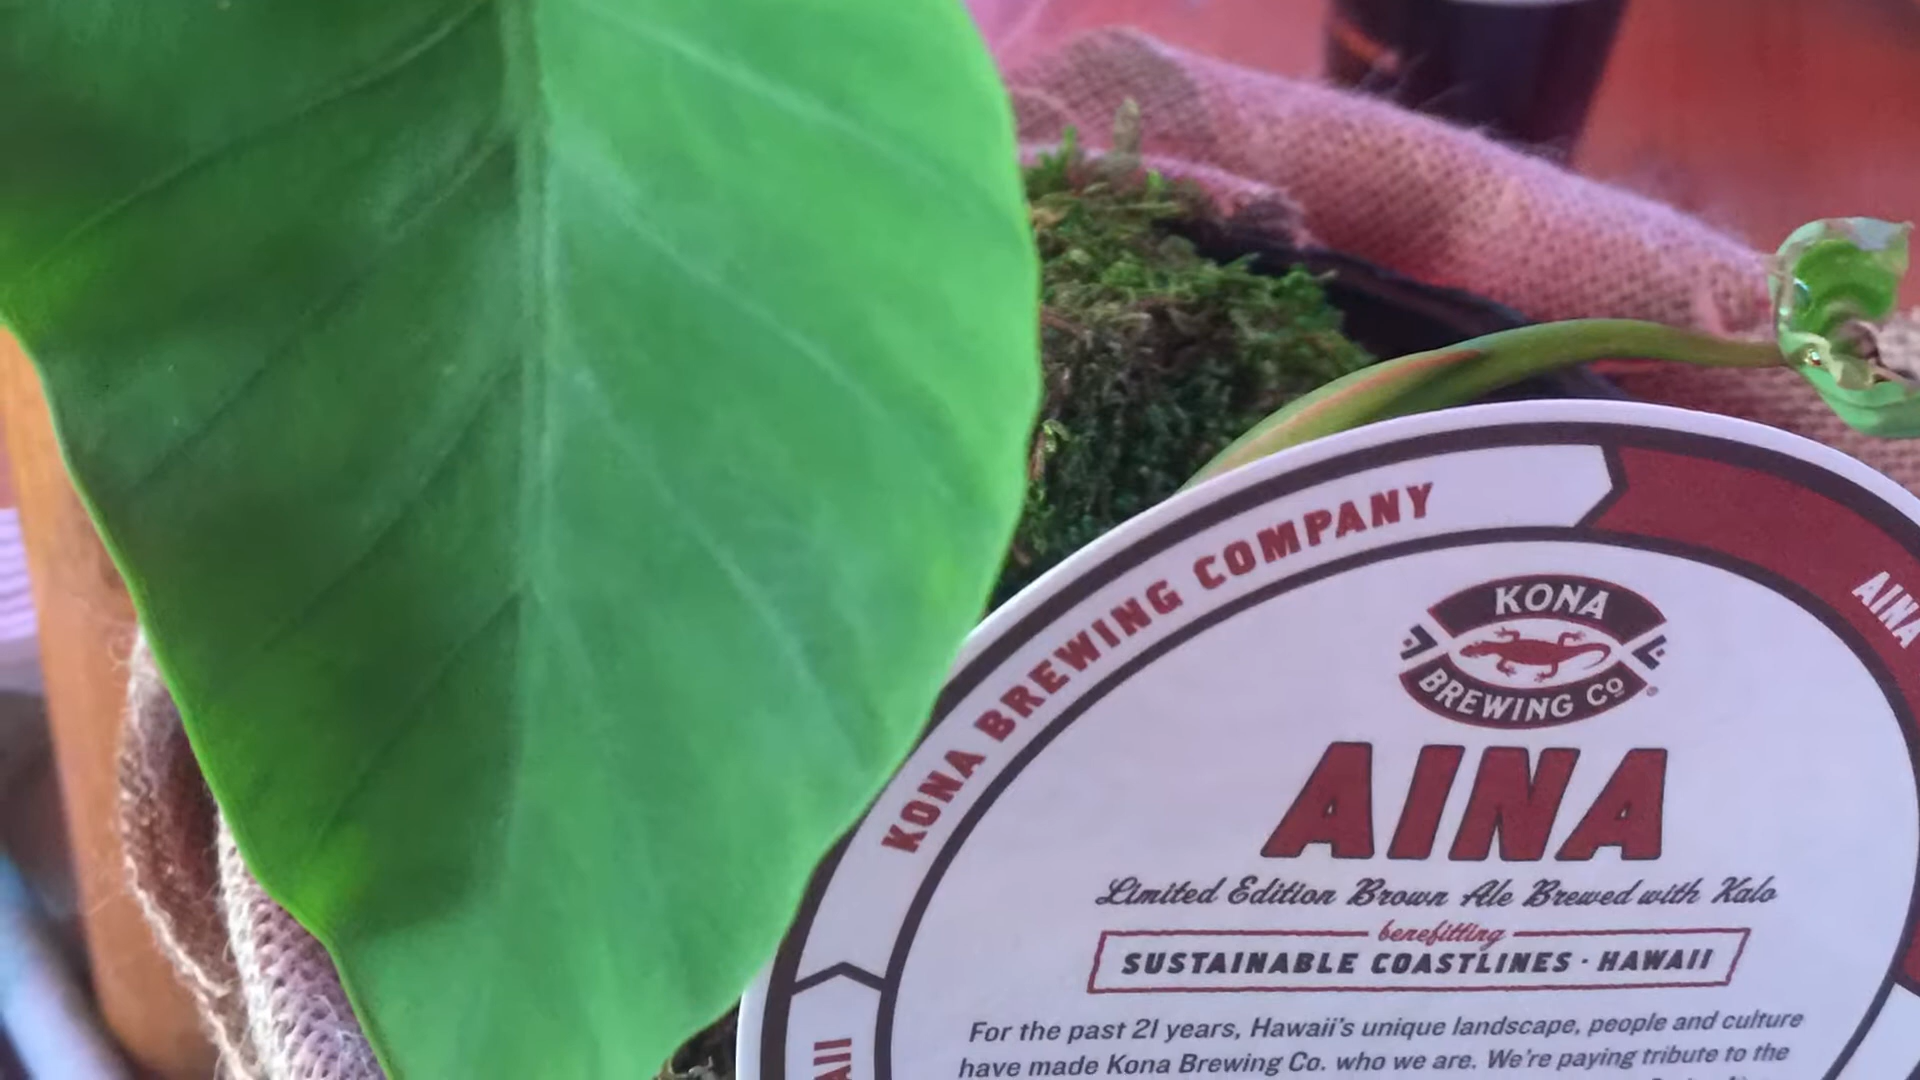 KONA BREWING COMPANY
AINA
KONA
BREWING CO
AINA
Limited Edition Brown Ale Brewed with Kalo
benefitting
SUSTAINABLE COASTLINES · HAWAII
For the past 21 years, Hawaii's unique landscape, people and culture
have made Kona Brewing Co. who we are. We're paying tribute to the